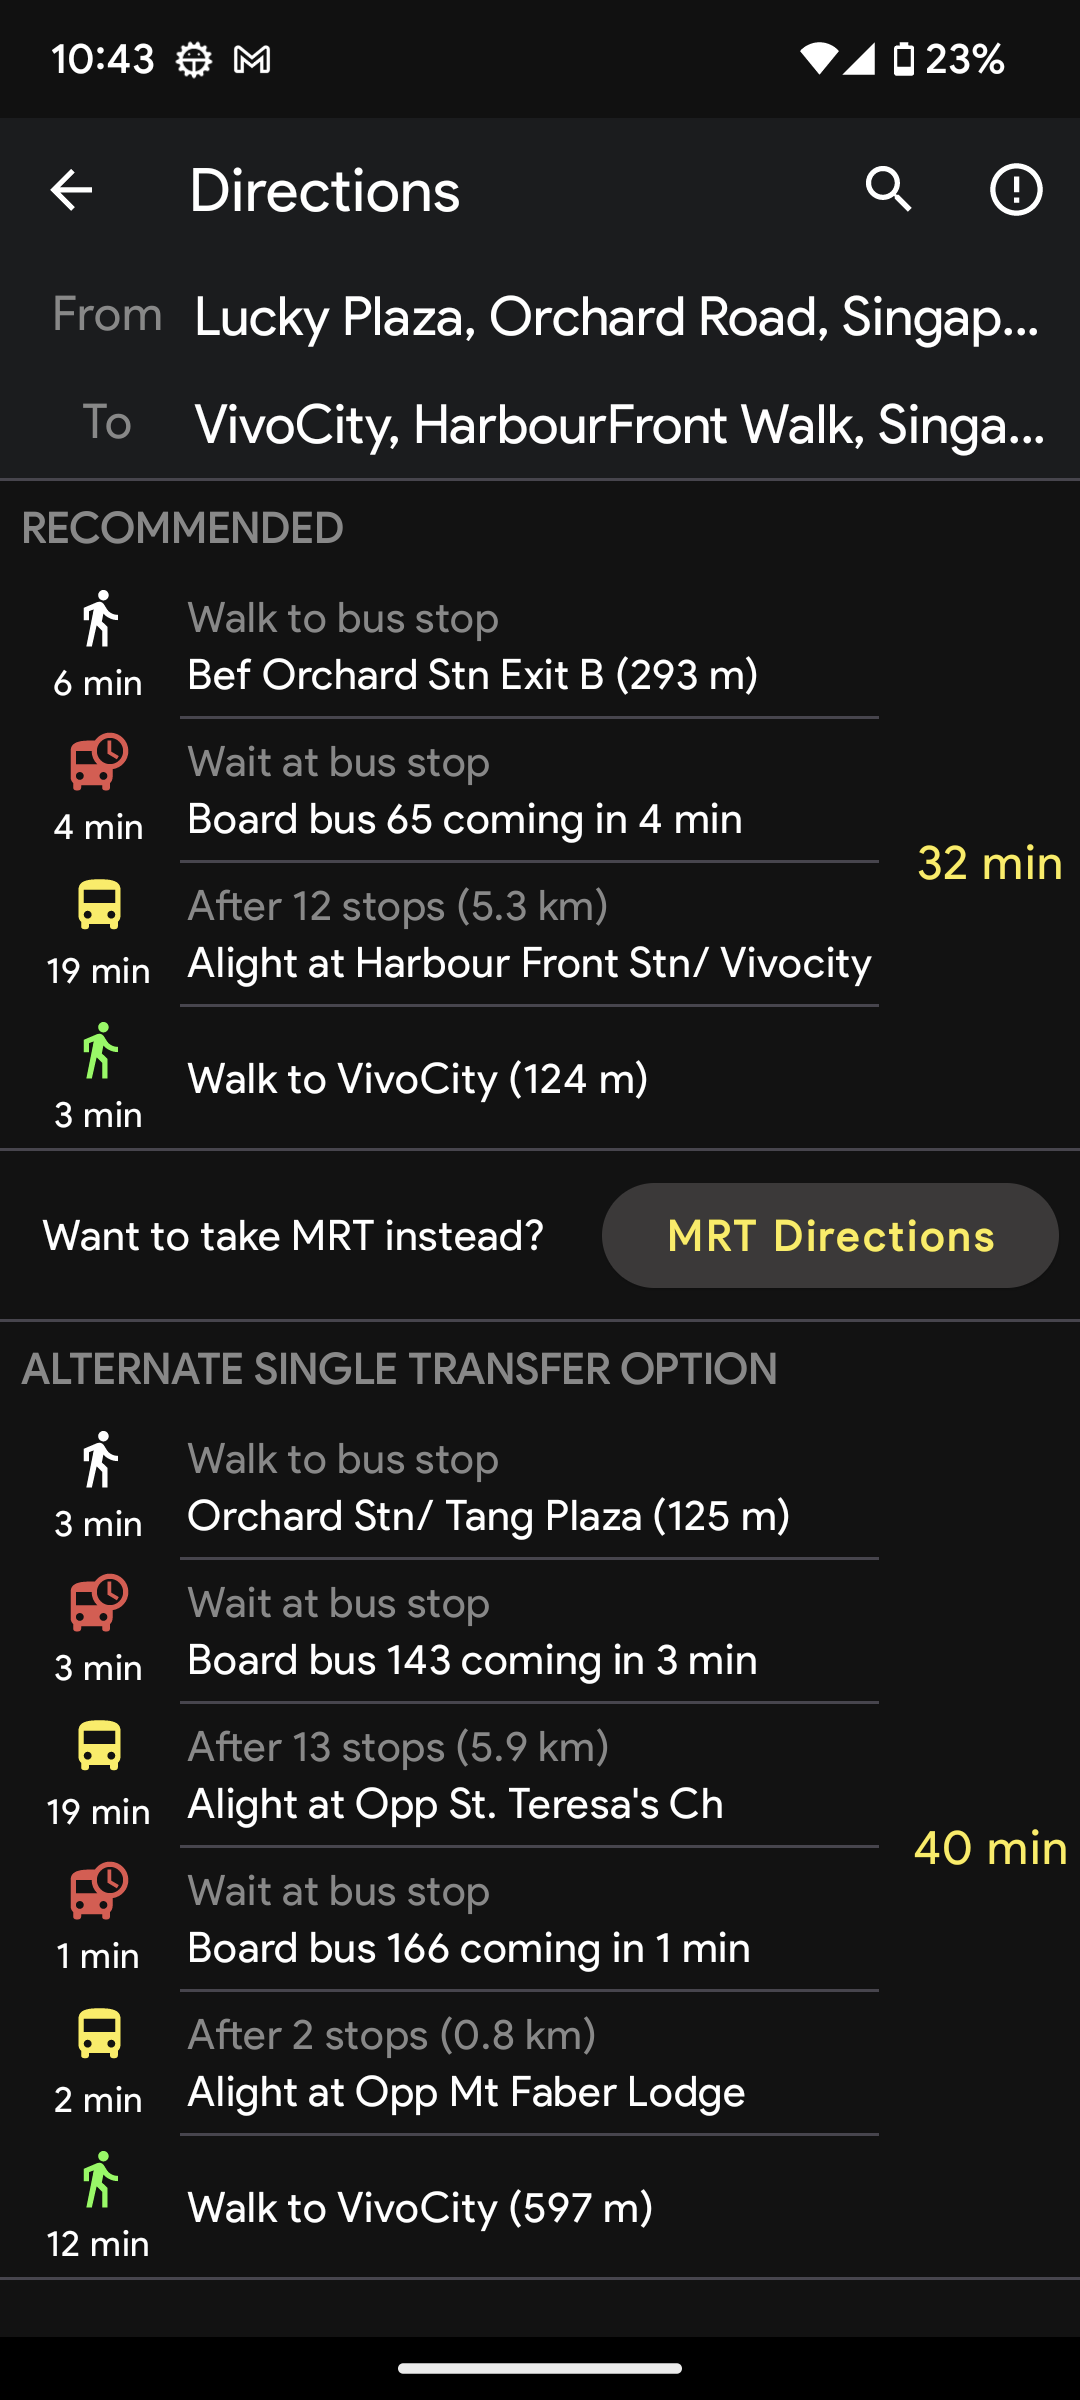 10:43
23%
Directions
From Lucky Plaza, Orchard Road, Singap...
To VivoCity, HarbourFront Walk, Singa...
RECOMMENDED
Walk to bus stop
6 min Bef Orchard Stn Exit B (293 m)
Wait at bus stop
4 min Board bus 65 coming in 4 min
32 min
After 12 stops (5.3 km)
19 min Alight at Harbour Front Stn/ Vivocity
Walk to VivoCity (124 m)
3 min
Want to take MRT instead? MRT Directions
ALTERNATE SINGLE TRANSFER OPTION
Walk to bus stop
3 min Orchard Stn/ Tang Plaza (125 m)
Wait at bus stop
3 min Board bus 143 coming in 3 min
After 13 stops (5.9 km)
19 min Alight at Opp St. Teresa's Ch
40 min
Wait at bus stop
1 min Board bus 166 coming in 1 min
After 2 stops (0.8 km)
2 min Alight at Opp Mt Faber Lodge
Walk to VivoCity (597 m)
12 min